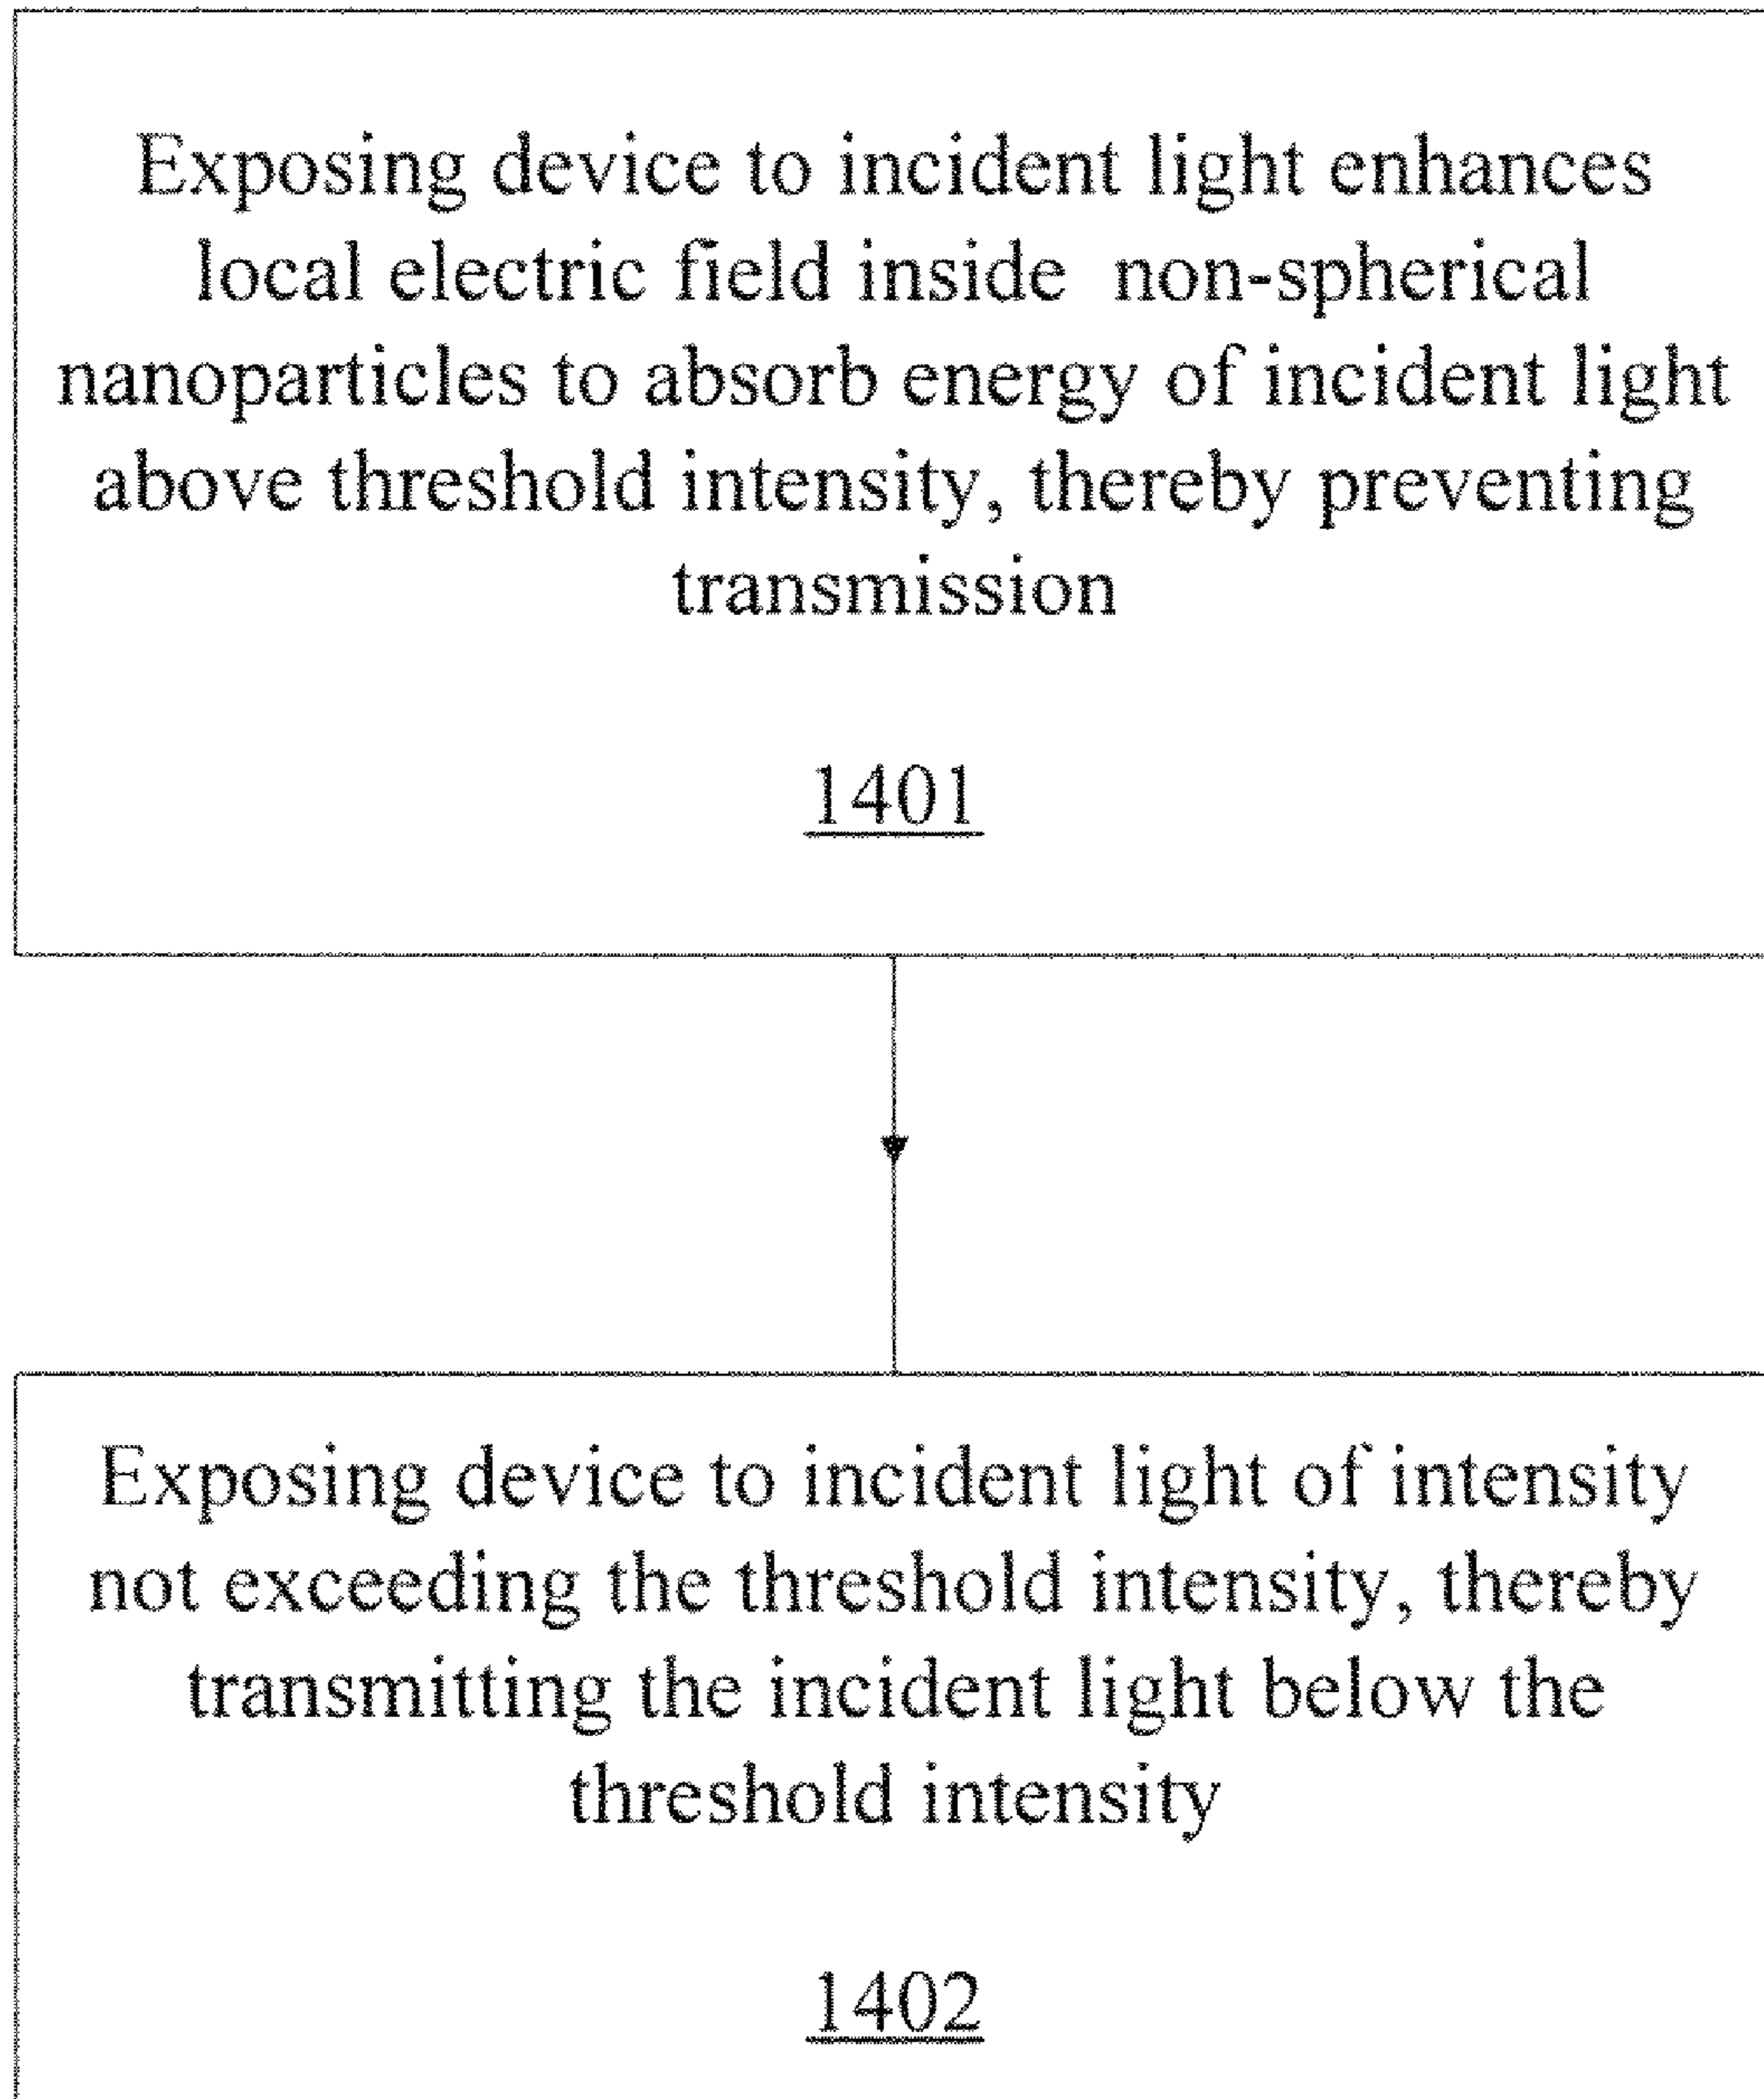 Exposing device to incident light enhances
local electric field inside non-spherical
nanoparticles to absorb energy of incident light
above threshold intensity, thereby preventing
transmission
1401
Exposing device to incident light of intensity
not exceeding the threshold intensity, thereby
transmitting the incident light below the
threshold intensity
1402